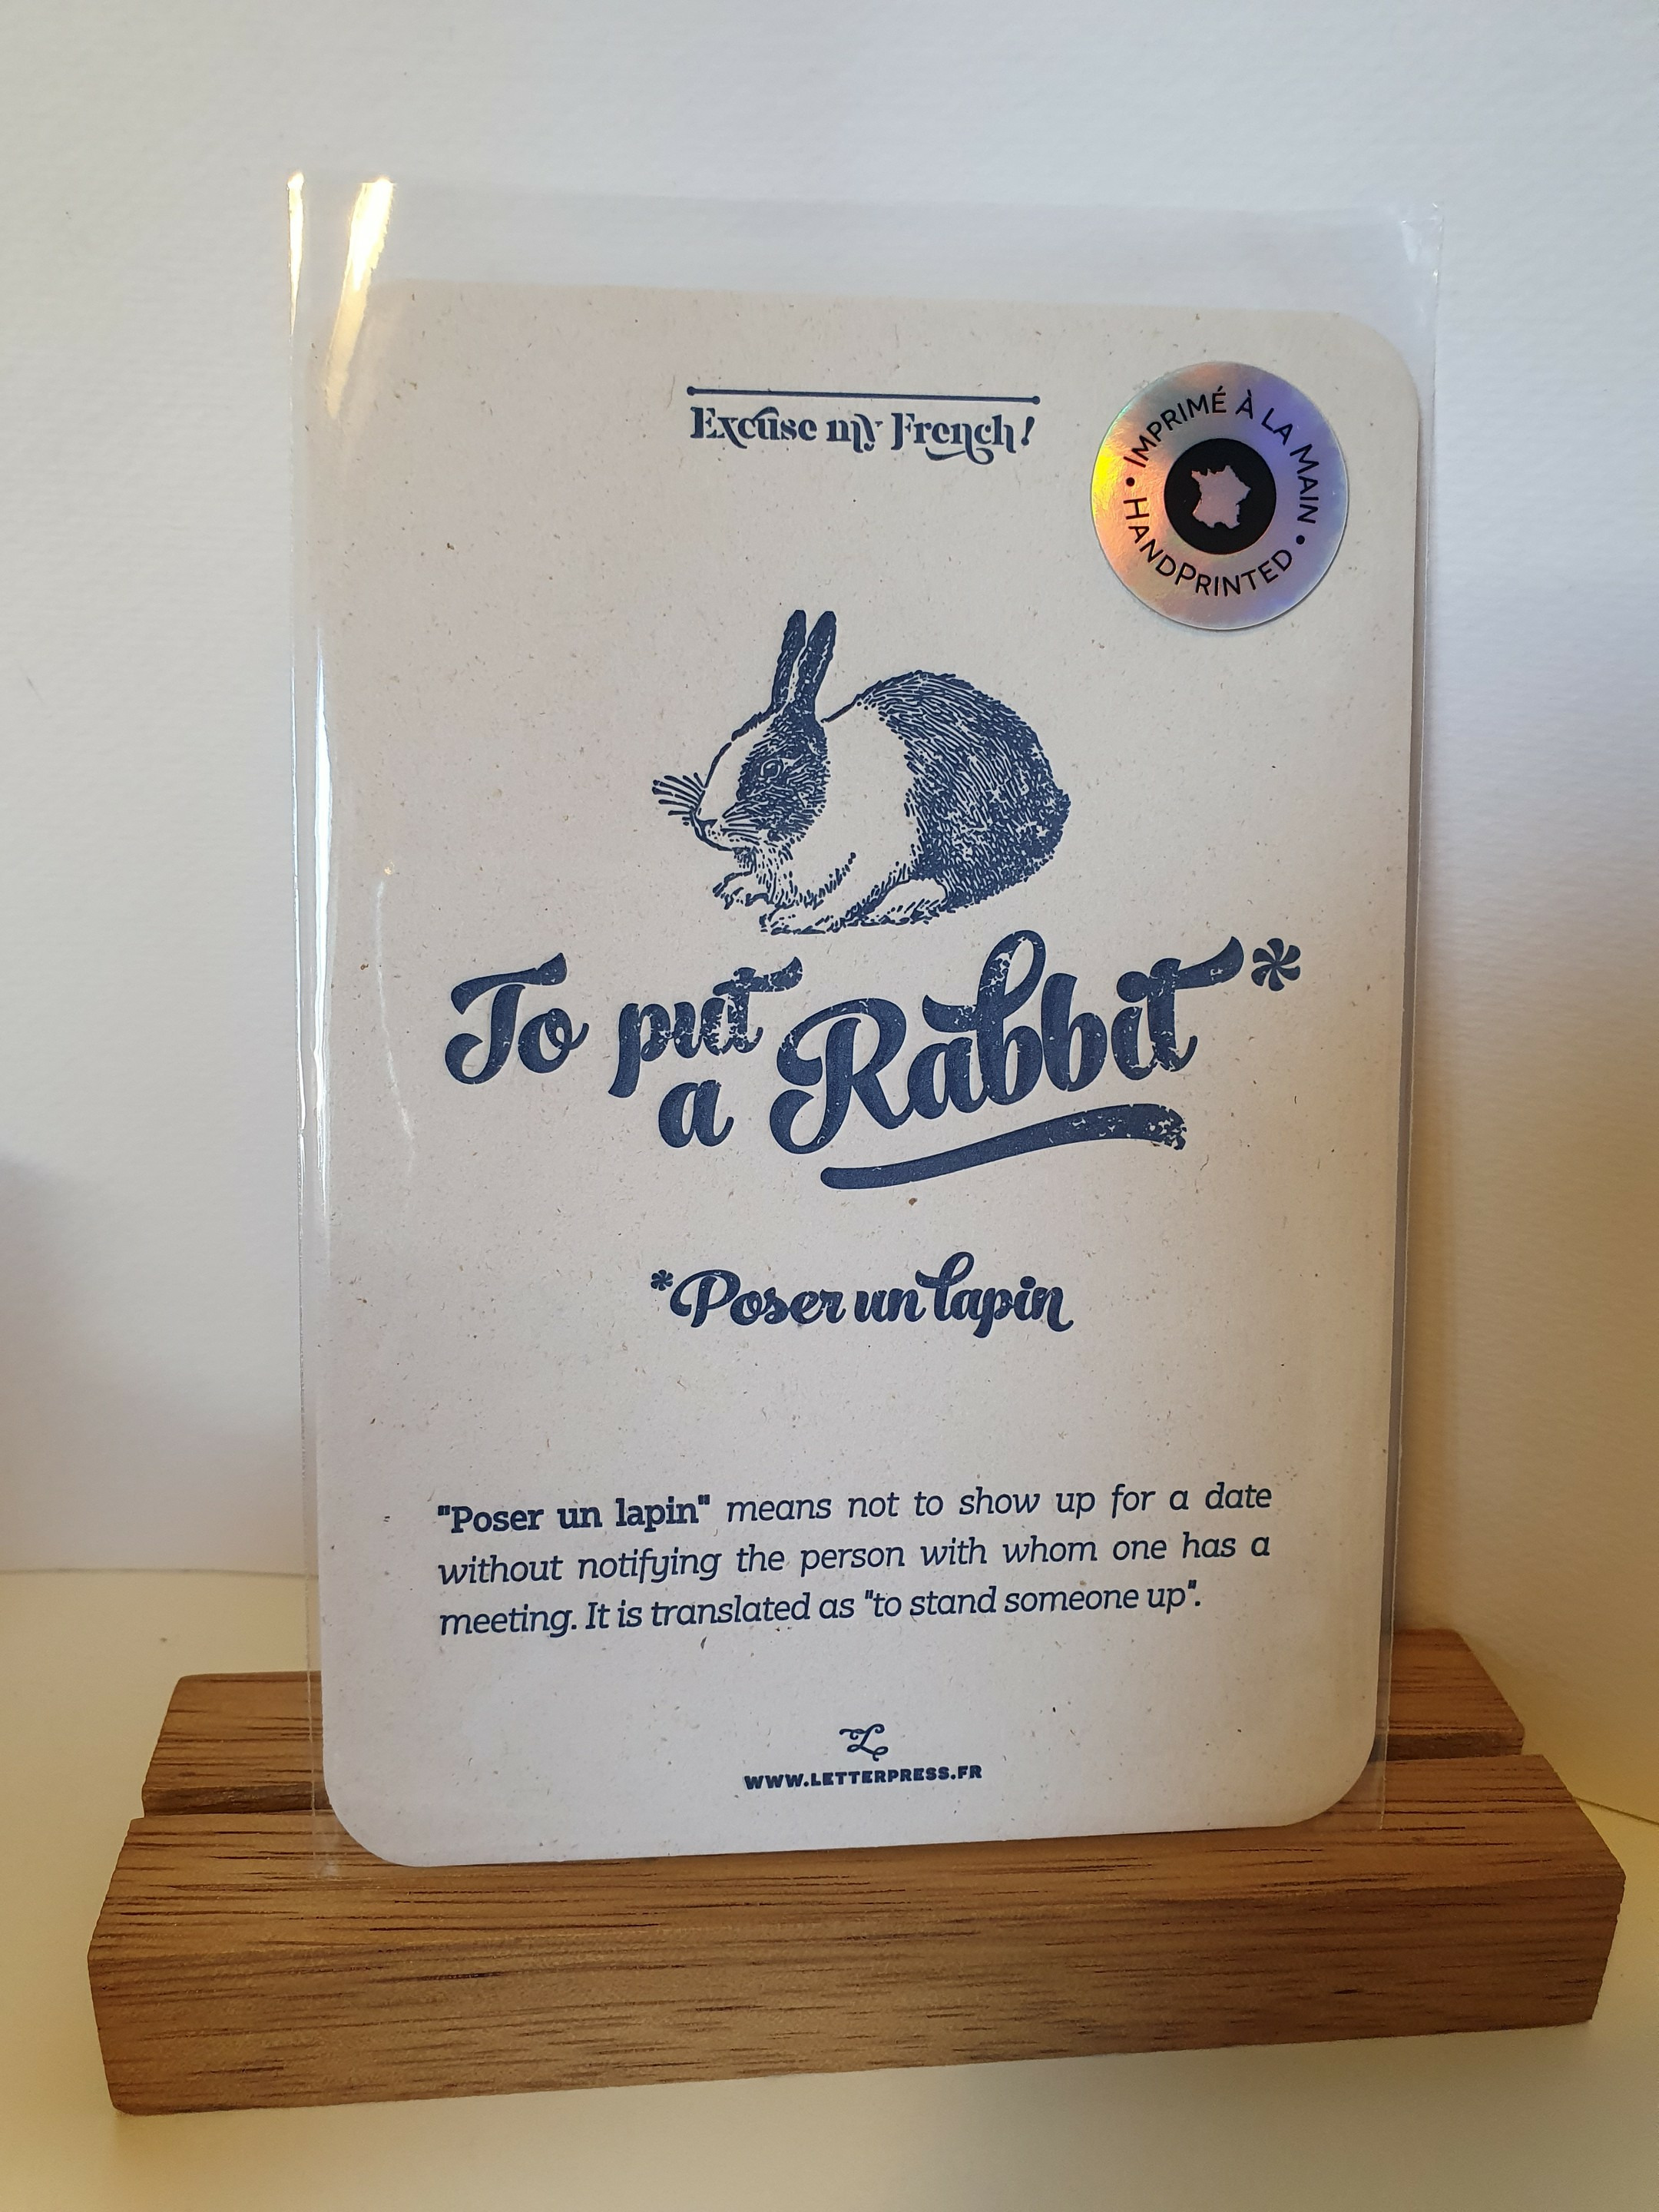 Excuse my French!
• IMPRIMÉ À LA MAIN •
HANDPRINTED
To put
a Rabbit*
*Poser un lapin
"Poser un lapin" means not to show up for a date
without notifying the person with whom one has a
meeting. It is translated as "to stand someone up".
L
WWW.LETTERPRESS.FR